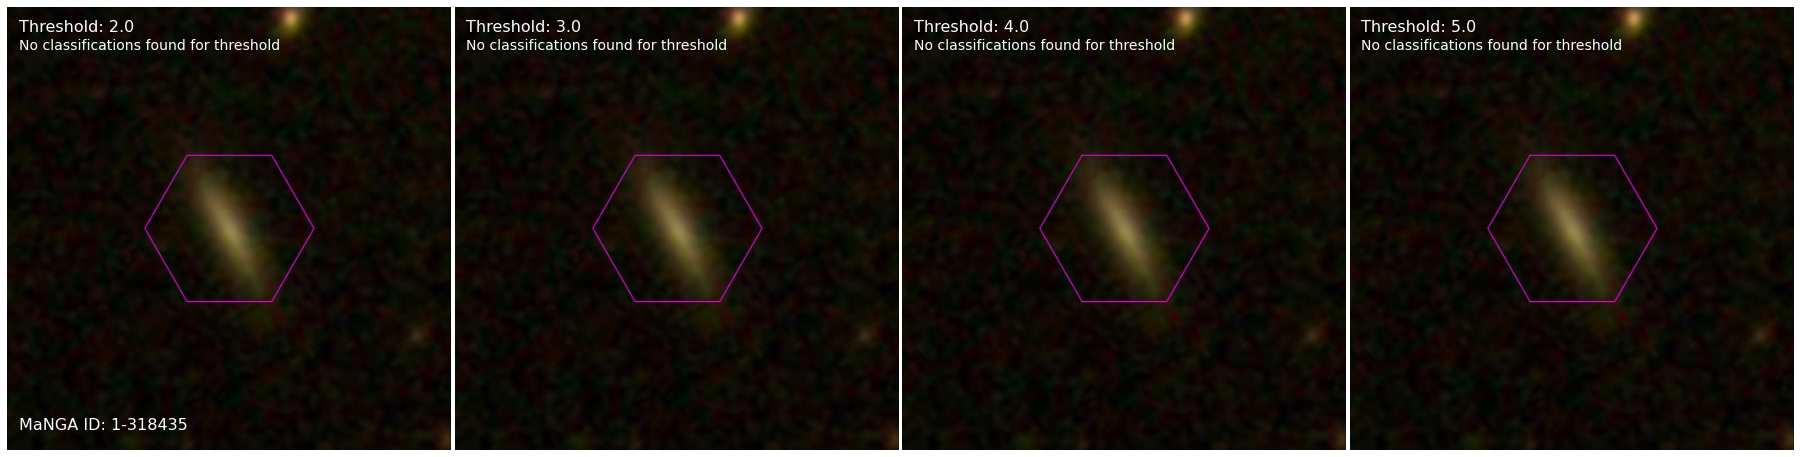 Threshold: 2.0
No classifications found for threshold
MaNGA ID: 1-318435
Threshold: 3.0
No classifications found for threshold
Threshold: 4.0
No classifications found for threshold
Threshold: 5.0
No classifications found for threshold